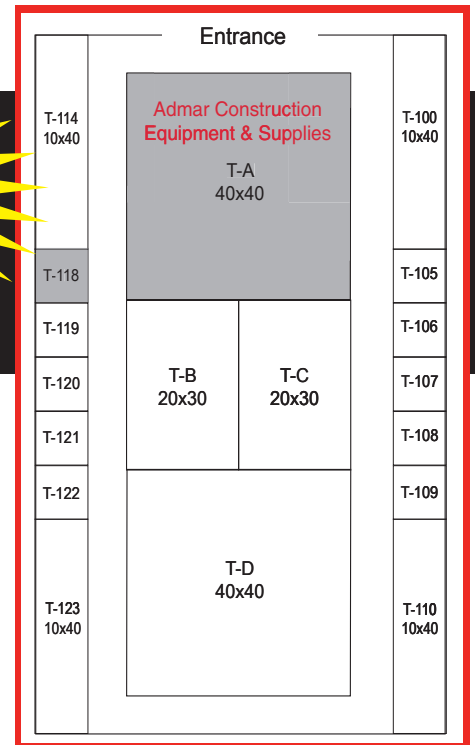 Entrance
T-114
10x40
Admar Construction
Equipment & Supplies
T-A
40x40
T-100
10x40
T-118
T-105
T-119
T-106
T-120
T-B
20x30
T-C
20x30
T-107
T-121
T-108
T-122
T-109
T-D
40x40
T-123
10x40
T-110
10x40